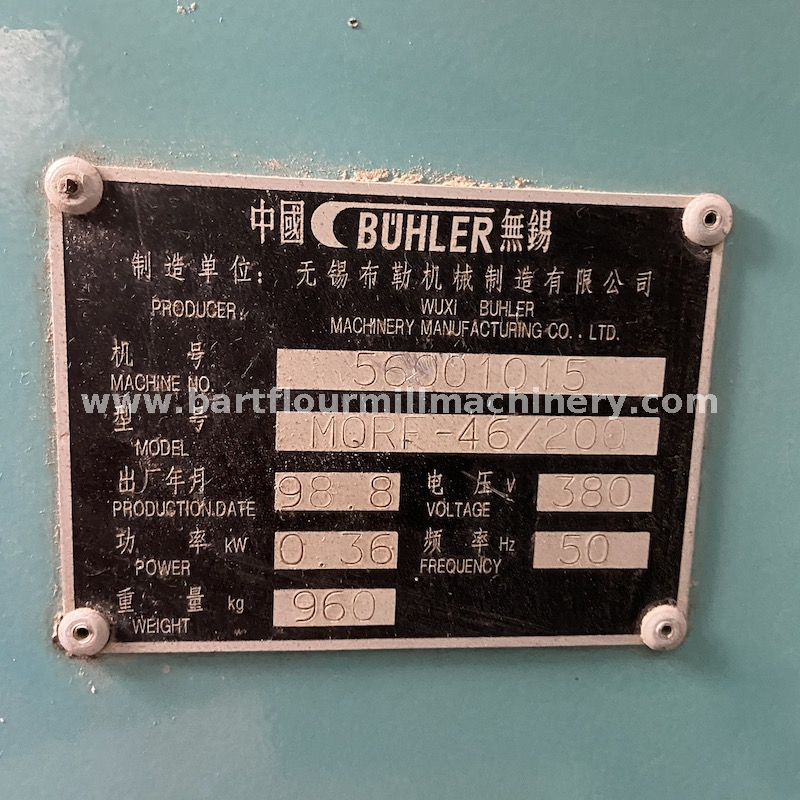 中國 BÜHLER 無錫
制造单位: 无锡布勒机械制造有限公司
PRODUCER WUXI BUHLER
MACHINERY MANUFACTURING CO., LTD.
机 号 56001015
MACHINE NO.
www.bartflourmillmachinery.com
型 号 MQRF-46/200
MODEL
出厂年月 98.8 电 压 V 380
PRODUCTION.DATE VOLTAGE
功 率 KW 0.36 频 率 Hz 50
POWER FREQUENCY
重 量 kg 960
WEIGHT